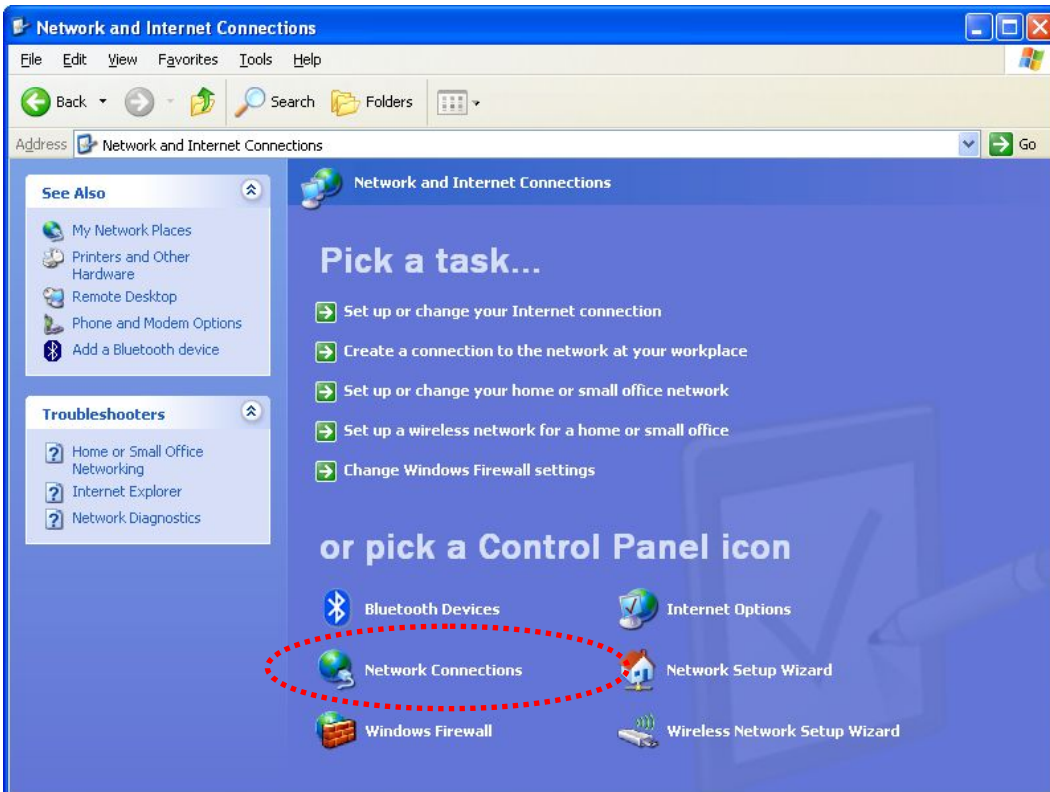 Network and Internet Connections
File Edit View Favorites Tools Help
Back Search Folders
Address Network and Internet Connections Go
See Also
My Network Places
Printers and Other
Hardware
Remote Desktop
Phone and Modem Options
Add a Bluetooth device
Troubleshooters
Home or Small Office
Networking
Internet Explorer
Network Diagnostics
Network and Internet Connections
Pick a task...
Set up or change your Internet connection
Create a connection to the network at your workplace
Set up or change your home or small office network
Set up a wireless network for a home or small office
Change Windows Firewall settings
or pick a Control Panel icon
Bluetooth Devices Internet Options
Network Connections Network Setup Wizard
Windows Firewall Wireless Network Setup Wizard